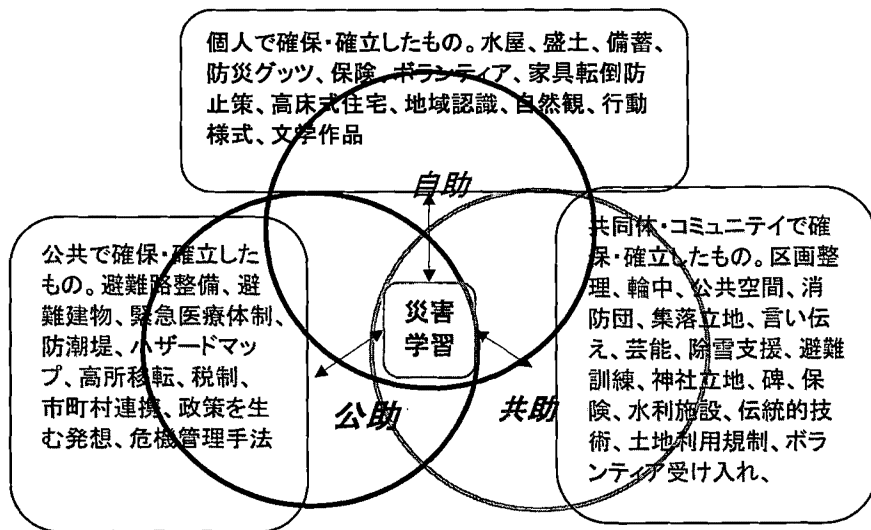 個人で確保・確立したもの。水屋、盛土、備蓄、
防災グッツ、保険、ボランティア、家具転倒防
止策、高床式住宅、地域認識、自然観、行動
様式、文学作品
自助
公共で確保・確立した
もの。避難路整備、避
難建物、緊急医療体制、
防潮堤、ハザードマッ
プ、高所移転、税制、
市町村連携、政策を生
む発想、危機管理手法
災害
学習
公助
共助
共同体・コミュニテイで確
保・確立したもの。区画整
理、輪中、公共空間、消
防団、集落立地、言い伝
え、芸能、除雪支援、避難
訓練、神社立地、碑、保
険、水利施設、伝統的技
術、土地利用規制、ボラ
ンティア受け入れ、